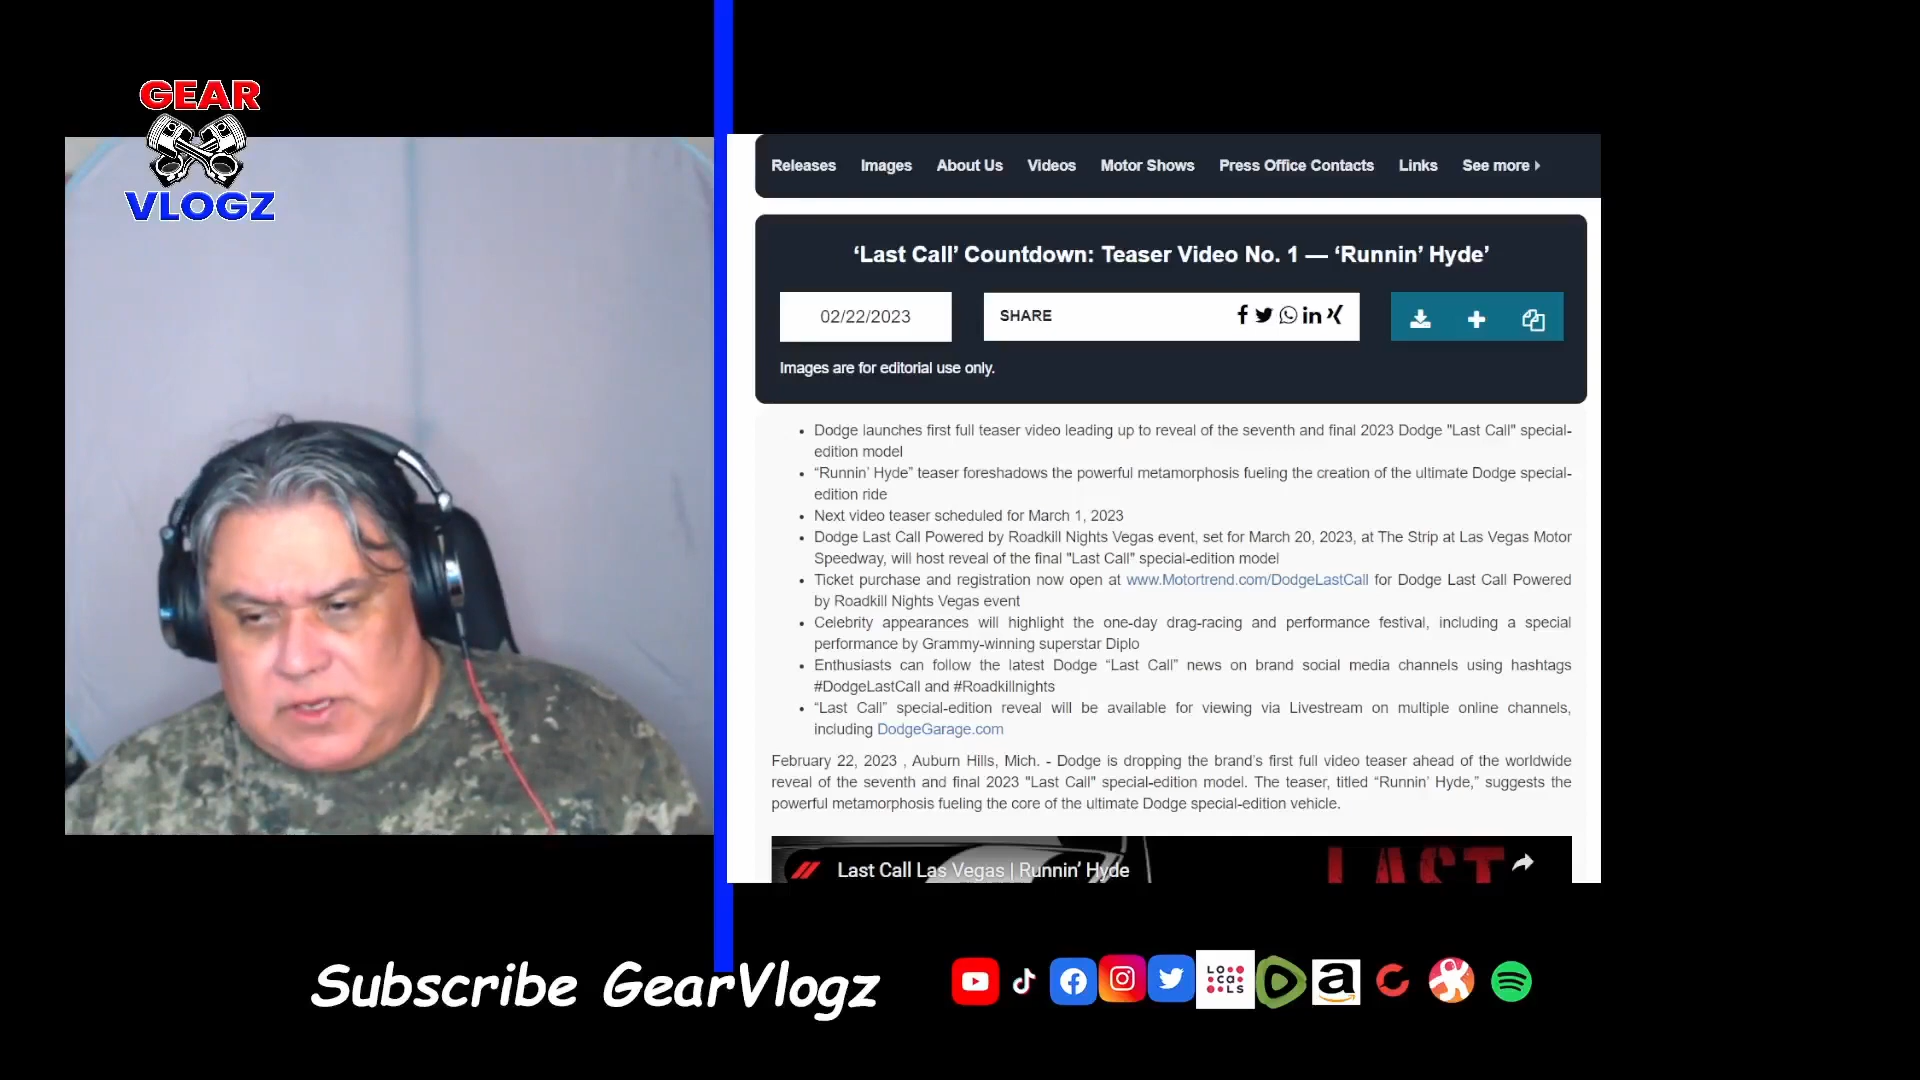 GEAR
VLOGZ
Releases Images About Us Videos Motor Shows Press Office Contacts Links See more
‘Last Call’ Countdown: Teaser Video No. 1 — ‘Runnin’ Hyde’
02/22/2023
SHARE
Images are for editorial use only.
Dodge launches first full teaser video leading up to reveal of the seventh and final 2023 Dodge "Last Call" special-
edition model
“Runnin’ Hyde” teaser foreshadows the powerful metamorphosis fueling the creation of the ultimate Dodge special-
edition ride
Next video teaser scheduled for March 1, 2023
Dodge Last Call Powered by Roadkill Nights Vegas event, set for March 20, 2023, at The Strip at Las Vegas Motor
Speedway, will host reveal of the final "Last Call" special-edition model
Ticket purchase and registration now open at www.Motortrend.com/DodgeLastCall for Dodge Last Call Powered
by Roadkill Nights Vegas event
Celebrity appearances will highlight the one-day drag-racing and performance festival, including a special
performance by Grammy-winning superstar Diplo
Enthusiasts can follow the latest Dodge “Last Call” news on brand social media channels using hashtags
#DodgeLastCall and #Roadkillnights
“Last Call” special-edition reveal will be available for viewing via Livestream on multiple online channels,
including DodgeGarage.com
February 22, 2023 , Auburn Hills, Mich. - Dodge is dropping the brand’s first full video teaser ahead of the worldwide
reveal of the seventh and final 2023 "Last Call" special-edition model. The teaser, titled “Runnin’ Hyde,” suggests the
powerful metamorphosis fueling the core of the ultimate Dodge special-edition vehicle.
Last Call Las Vegas | Runnin’ Hyde
LAST
Subscribe GearVlogz
LOCALS